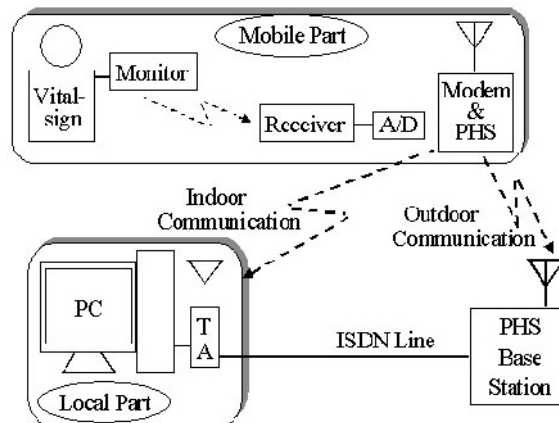 Mobile Part
Vital-
sign
Monitor
Receiver
A/D
Modem
&
PHS
Indoor
Communication
Outdoor
Communication
PC
T
A
Local Part
ISDN Line
PHS
Base
Station